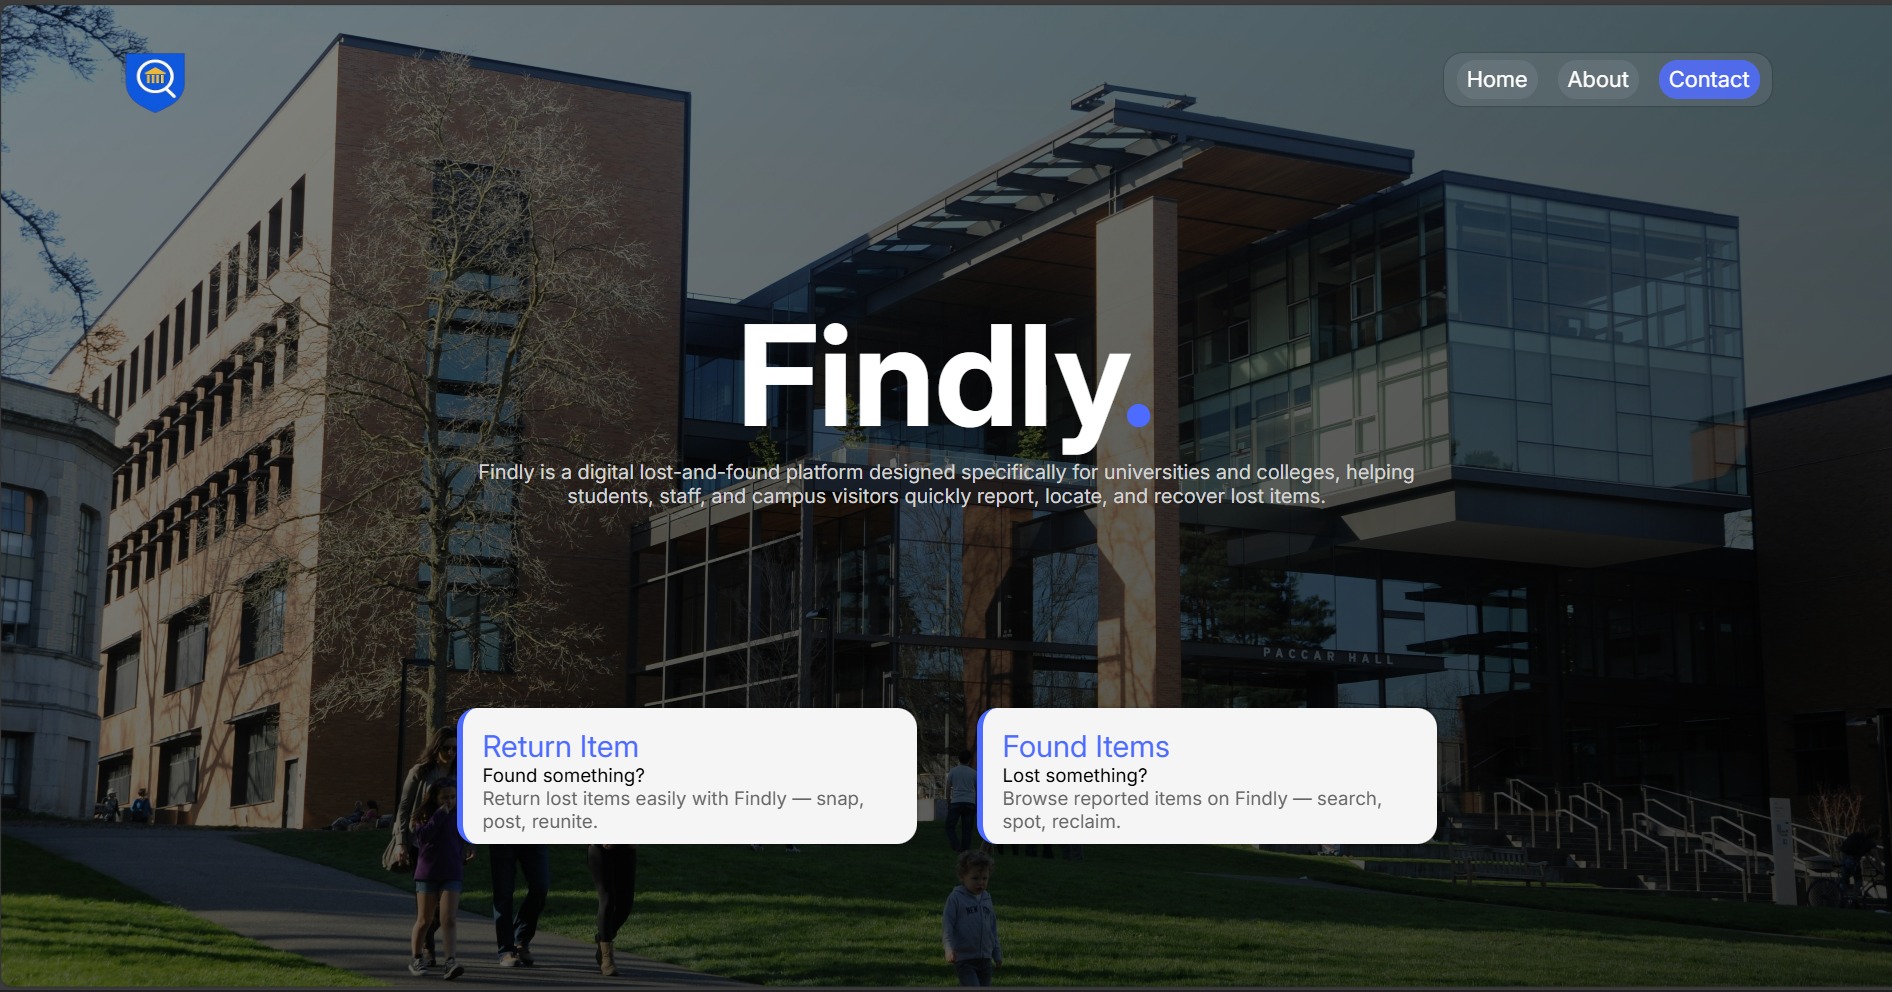 Home
About
Contact
Findly.
Findly is a digital lost-and-found platform designed specifically for universities and colleges, helping
students, staff, and campus visitors quickly report, locate, and recover lost items.
PACCAR HALL
Return Item
Found something?
Return lost items easily with Findly — snap,
post, reunite.
Found Items
Lost something?
Browse reported items on Findly — search,
spot, reclaim.